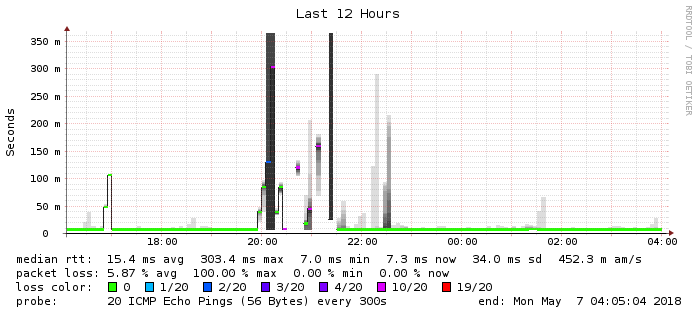 Last 12 Hours
RRDTOOL / TOBI OETIKER
Seconds
350 m
300 m
250 m
200 m
150 m
100 m
50 m
0
18:00 20:00 22:00 00:00 02:00 04:00
median rtt: 15.4 ms avg 303.4 ms max 7.0 ms min 7.3 ms now 34.0 ms sd 452.3 m am/s
packet loss: 5.87 % avg 100.00 % max 0.00 % min 0.00 % now
loss color: 0 1/20 2/20 3/20 4/20 10/20 19/20
probe: 20 ICMP Echo Pings (56 Bytes) every 300s end: Mon May 7 04:05:04 2018